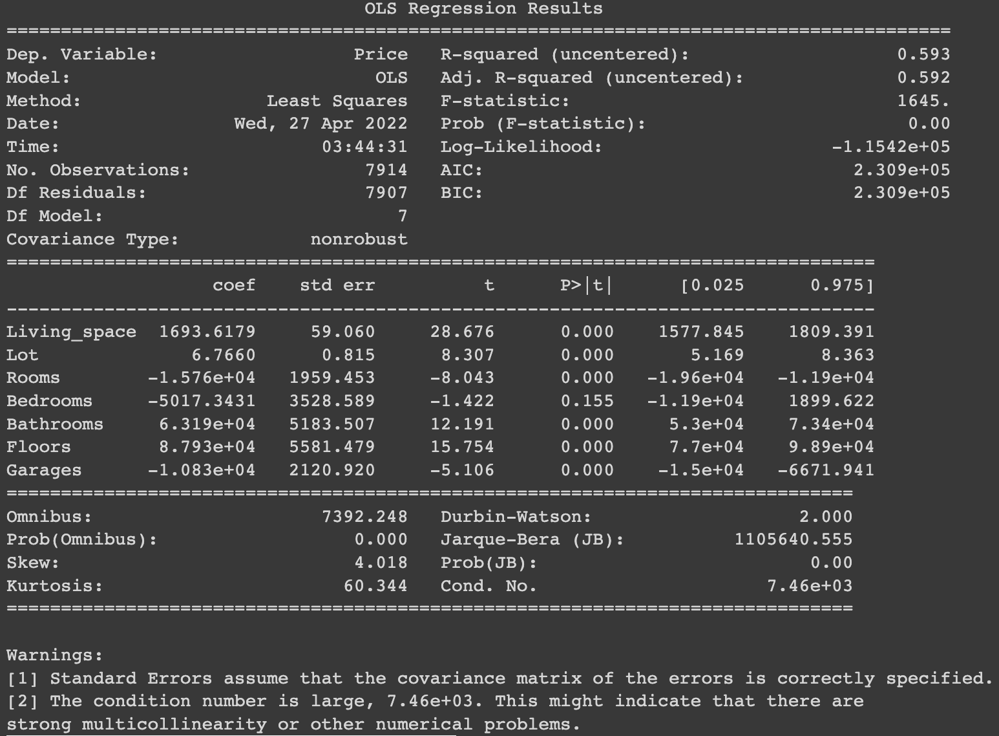 OLS Regression Results
==============================================================================
Dep. Variable: Price R-squared (uncentered): 0.593
Model: OLS Adj. R-squared (uncentered): 0.592
Method: Least Squares F-statistic: 1645.
Date: Wed, 27 Apr 2022 Prob (F-statistic): 0.00
Time: 03:44:31 Log-Likelihood: -1.1542e+05
No. Observations: 7914 AIC: 2.309e+05
Df Residuals: 7907 BIC: 2.309e+05
Df Model: 7
Covariance Type: nonrobust
==============================================================================
coef std err t P>|t| [0.025 0.975]
------------------------------------------------------------------------------
Living_space 1693.6179 59.060 28.676 0.000 1577.845 1809.391
Lot 6.7660 0.815 8.307 0.000 5.169 8.363
Rooms -1.576e+04 1959.453 -8.043 0.000 -1.96e+04 -1.19e+04
Bedrooms -5017.3431 3528.589 -1.422 0.155 -1.19e+04 1899.622
Bathrooms 6.319e+04 5183.507 12.191 0.000 5.3e+04 7.34e+04
Floors 8.793e+04 5581.479 15.754 0.000 7.7e+04 9.89e+04
Garages -1.083e+04 2120.920 -5.106 0.000 -1.5e+04 -6671.941
==============================================================================
Omnibus: 7392.248 Durbin-Watson: 2.000
Prob(Omnibus): 0.000 Jarque-Bera (JB): 1105640.555
Skew: 4.018 Prob(JB): 0.00
Kurtosis: 60.344 Cond. No. 7.46e+03
==============================================================================
Warnings:
[1] Standard Errors assume that the covariance matrix of the errors is correctly specified.
[2] The condition number is large, 7.46e+03. This might indicate that there are
strong multicollinearity or other numerical problems.